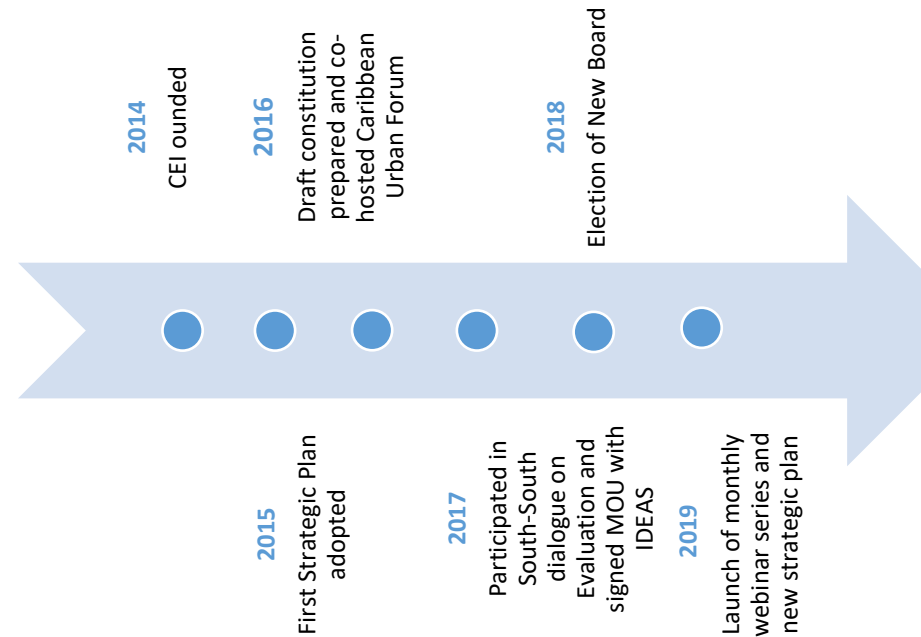 2014
CEI ounded
2015
First Strategic Plan
adopted
2016
Draft constitution
prepared and co-
hosted Caribbean
Urban Forum
2017
Participated in
South-South
dialogue on
Evaluation and
signed MOU with
IDEAS
2018
Election of New Board
2019
Launch of monthly
webinar series and
new strategic plan